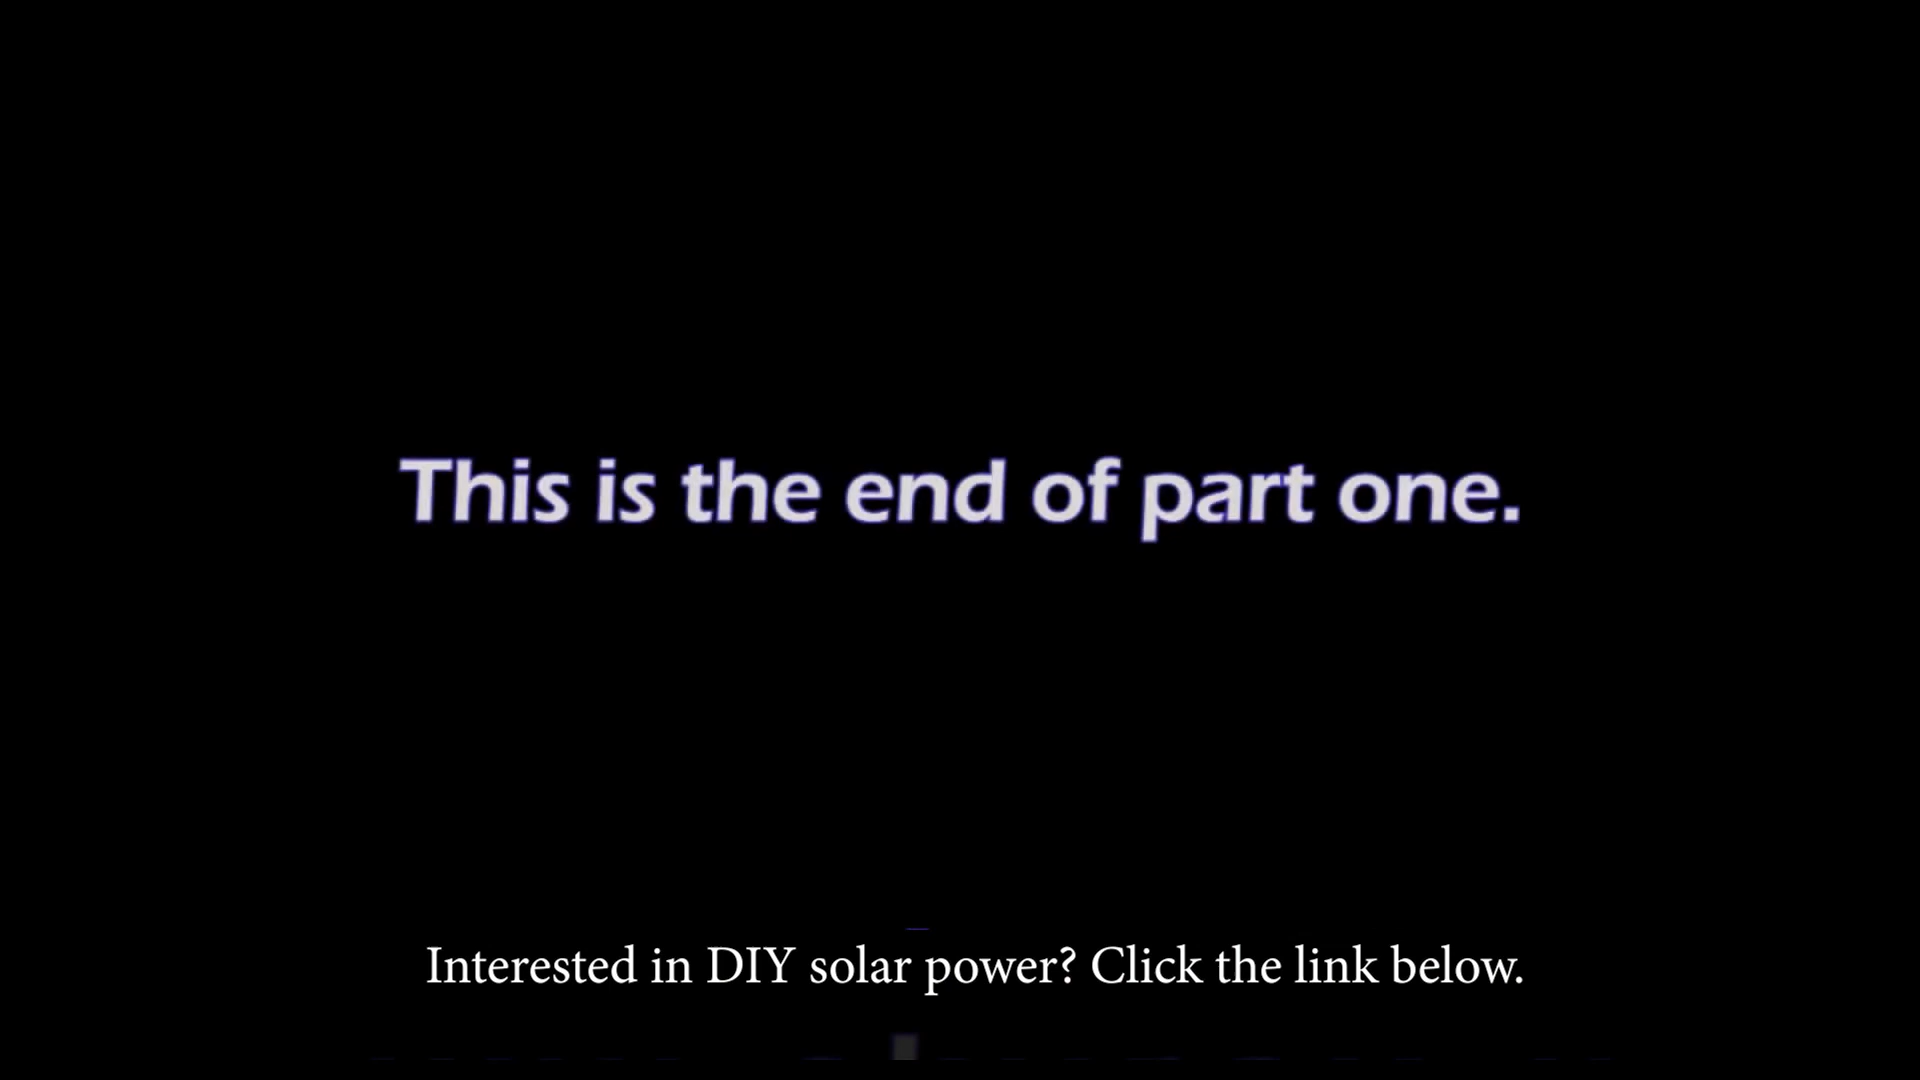 This is the end of part one.
Interested in DIY solar power? Click the link below.